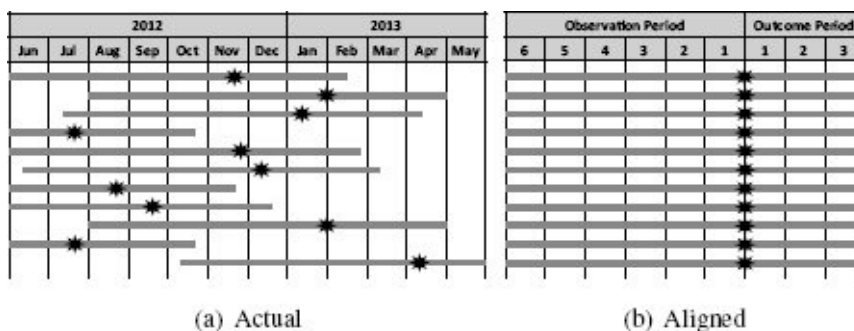 2012 2013
Jun Jul Aug Sep Oct Nov Dec Jan Feb Mar Apr May
(a) Actual
Observation Period Outcome Period
6 5 4 3 2 1 1 2 3
(b) Aligned